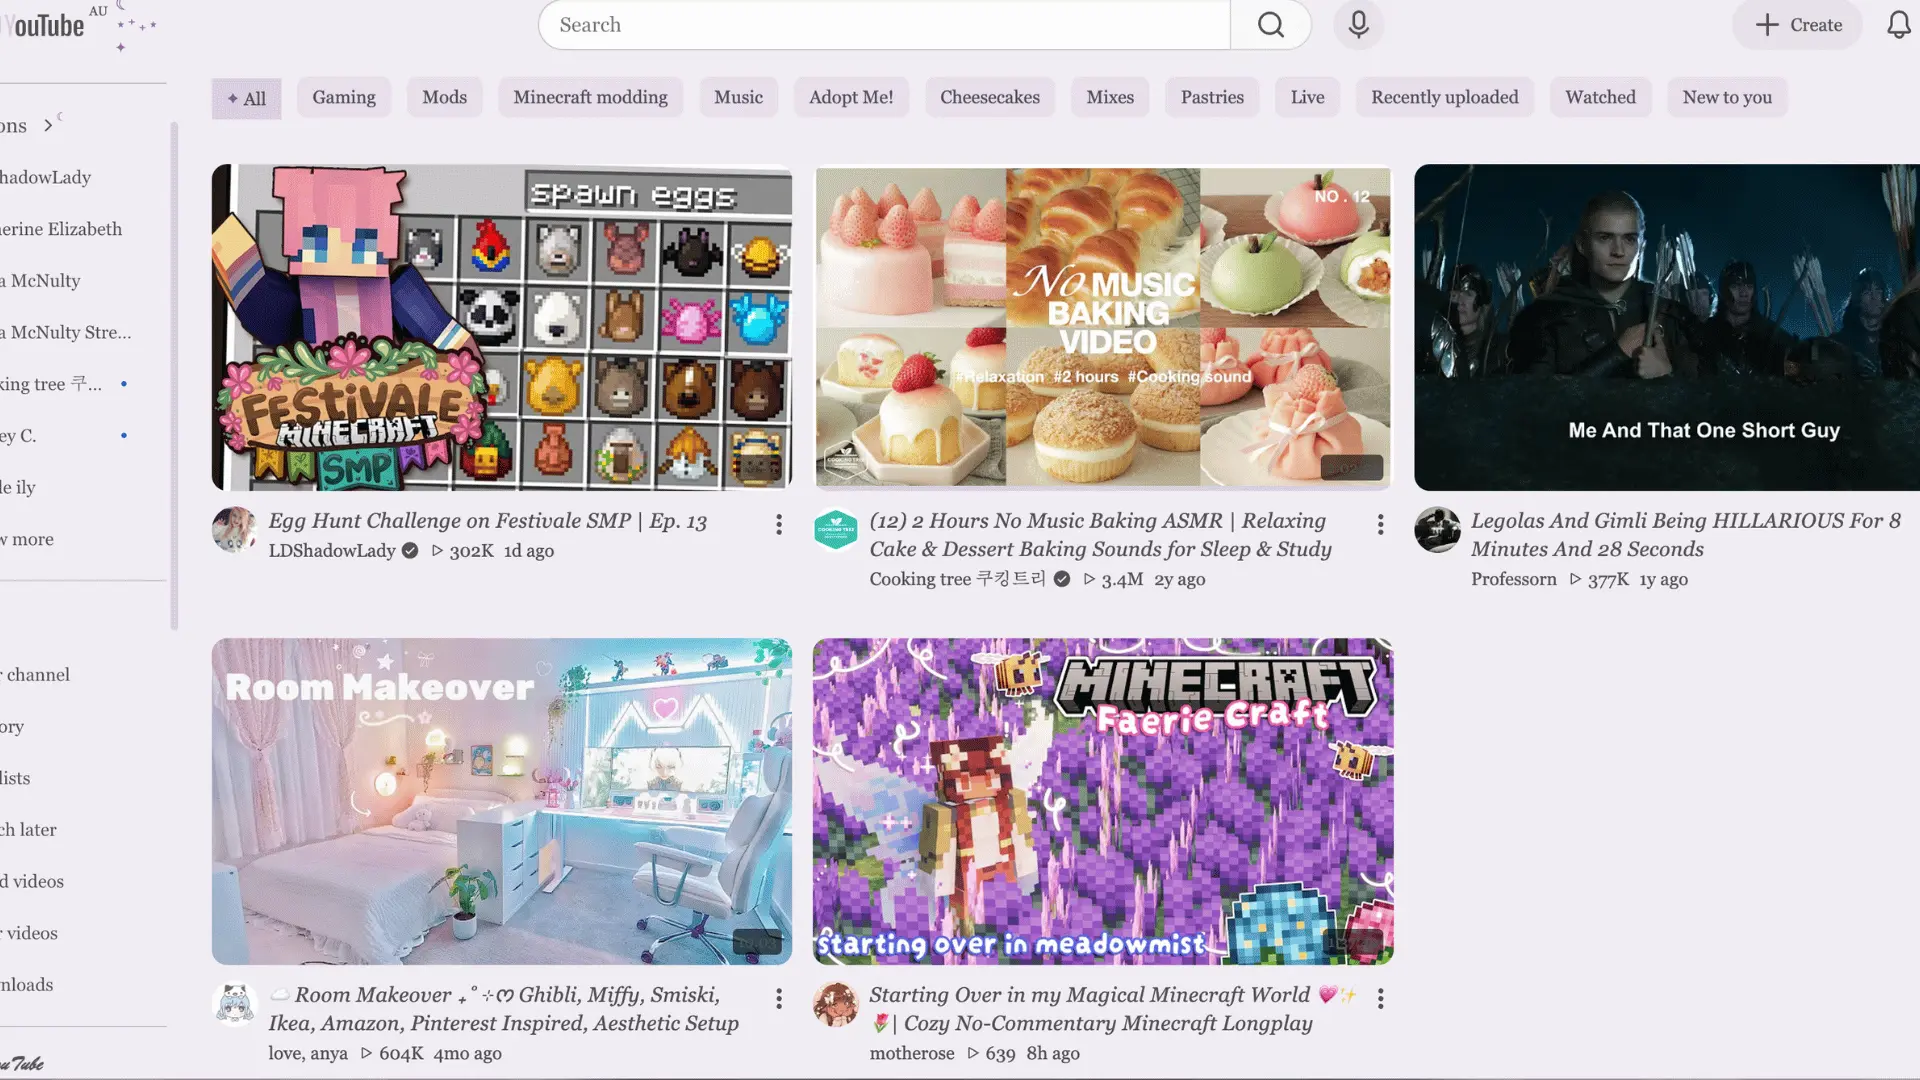 YouTube AU
Search
Create
✦ All
Gaming
Mods
Minecraft modding
Music
Adopt Me!
Cheesecakes
Mixes
Pastries
Live
Recently uploaded
Watched
New to you
ons
hadowLady
erine Elizabeth
a McNulty
a McNulty Stre...
king tree 쿠...
ey C.
le ily
w more
channel
ory
lists
ch later
d videos
videos
nloads
ouTube
spawn eggs
FESTIVALE
MINECRAFT
SMP
Egg Hunt Challenge on Festivale SMP | Ep. 13
LDShadowLady 302K 1d ago
NO . 12
No MUSIC
BAKING
VIDEO
#Relaxation #2 hours #Cooking sound
COOKING TREE
(12) 2 Hours No Music Baking ASMR | Relaxing
Cake & Dessert Baking Sounds for Sleep & Study
Cooking tree 쿠킹트리 3.4M 2y ago
Me And That One Short Guy
Legolas And Gimli Being HILLARIOUS For 8
Minutes And 28 Seconds
Professorn 377K 1y ago
Room Makeover
☁️ Room Makeover ₊˚⊹ෆ Ghibli, Miffy, Smiski,
Ikea, Amazon, Pinterest Inspired, Aesthetic Setup
love, anya 604K 4mo ago
MINECRAFT
Faerie Craft
starting over in meadowmist
Starting Over in my Magical Minecraft World 💗✨
🌷| Cozy No-Commentary Minecraft Longplay
motherose 639 8h ago